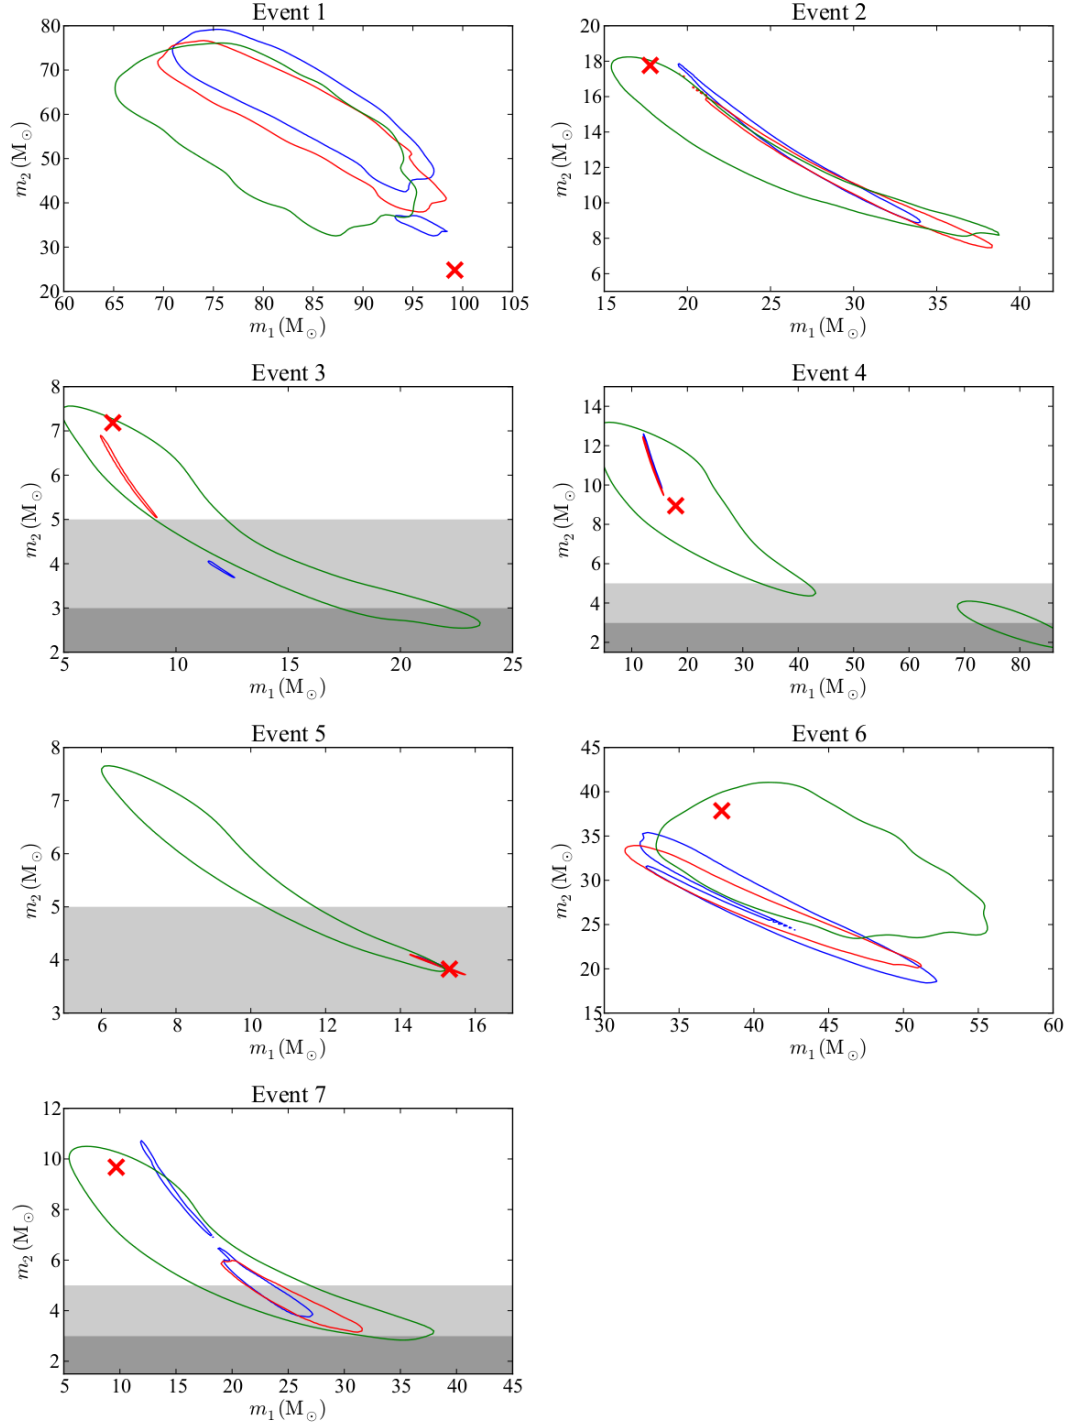 Event 1
80
70
60
50
40
30
20
m₂ (M☉)
60 65 70 75 80 85 90 95 100 105
m₁ (M☉)
Event 2
20
18
16
14
12
10
8
6
m₂ (M☉)
15 20 25 30 35 40
m₁ (M☉)
Event 3
8
7
6
5
4
3
2
m₂ (M☉)
5 10 15 20 25
m₁ (M☉)
Event 4
14
12
10
8
6
4
2
m₂ (M☉)
10 20 30 40 50 60 70 80
m₁ (M☉)
Event 5
8
7
6
5
4
3
m₂ (M☉)
6 8 10 12 14 16
m₁ (M☉)
Event 6
45
40
35
30
25
20
15
m₂ (M☉)
30 35 40 45 50 55 60
m₁ (M☉)
Event 7
12
10
8
6
4
2
m₂ (M☉)
5 10 15 20 25 30 35 40 45
m₁ (M☉)